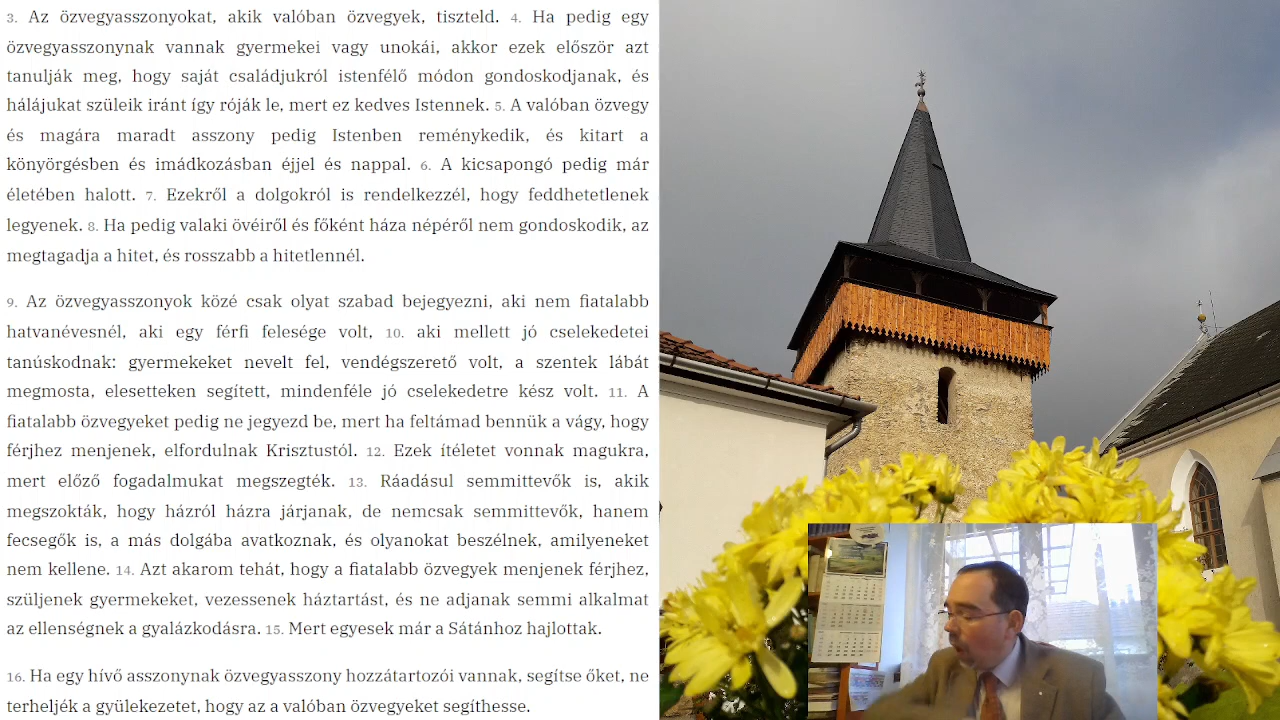 3. Az özvegyasszonyokat, akik valóban özvegyek, tiszteld. 4. Ha pedig egy
özvegyasszonynak vannak gyermekei vagy unokái, akkor ezek először azt
tanulják meg, hogy saját családjukról istenfélő módon gondoskodjanak, és
hálájukat szüleik iránt így róják le, mert ez kedves Istennek. 5. A valóban özvegy
és magára maradt asszony pedig Istenben reménykedik, és kitart a
könyörgésben és imádkozásban éjjel és nappal. 6. A kicsapongó pedig már
életében halott. 7. Ezekről a dolgokról is rendelkezzél, hogy feddhetetlenek
legyenek. 8. Ha pedig valaki övéiről és főként háza népéről nem gondoskodik, az
megtagadja a hitet, és rosszabb a hitetlennél.
9. Az özvegyasszonyok közé csak olyat szabad bejegyezni, aki nem fiatalabb
hatvanévesnél, aki egy férfi felesége volt, 10. aki mellett jó cselekedetei
tanúskodnak: gyermekeket nevelt fel, vendégszerető volt, a szentek lábát
megmosta, elesetteken segített, mindenféle jó cselekedetre kész volt. 11. A
fiatalabb özvegyeket pedig ne jegyezd be, mert ha feltámad bennük a vágy, hogy
férjhez menjenek, elfordulnak Krisztustól. 12. Ezek ítéletet vonnak magukra,
mert előző fogadalmukat megszegték. 13. Ráadásul semmittevők is, akik
megszokták, hogy házról házra járjanak, de nemcsak semmittevők, hanem
fecsegők is, a más dolgába avatkoznak, és olyanokat beszélnek, amilyeneket
nem kellene. 14. Azt akarom tehát, hogy a fiatalabb özvegyek menjenek férjhez,
szüljenek gyermekeket, vezessenek háztartást, és ne adjanak semmi alkalmat
az ellenségnek a gyalázkodásra. 15. Mert egyesek már a Sátánhoz hajlottak.
16. Ha egy hívő asszonynak özvegyasszony hozzátartozói vannak, segítse őket, ne
terheljék a gyülekezetet, hogy az a valóban özvegyeket segíthesse.